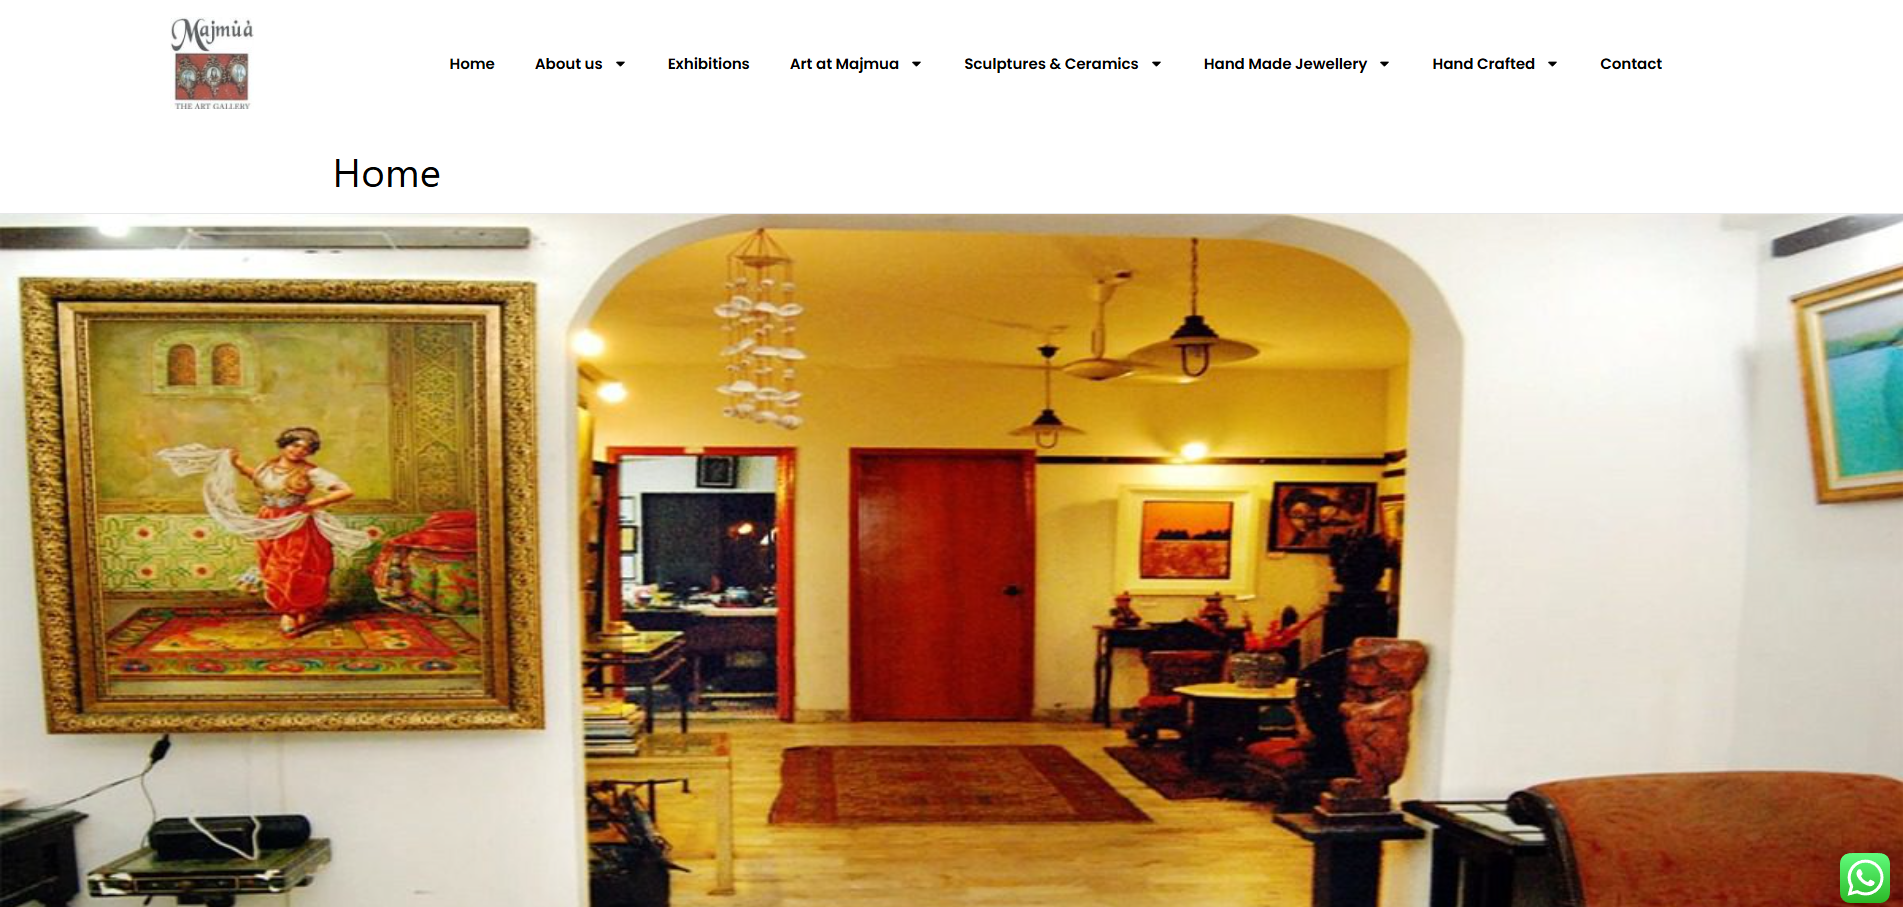 Majmúà
THE ART GALLERY
Home
About us
Exhibitions
Art at Majmua
Sculptures & Ceramics
Hand Made Jewellery
Hand Crafted
Contact
Home